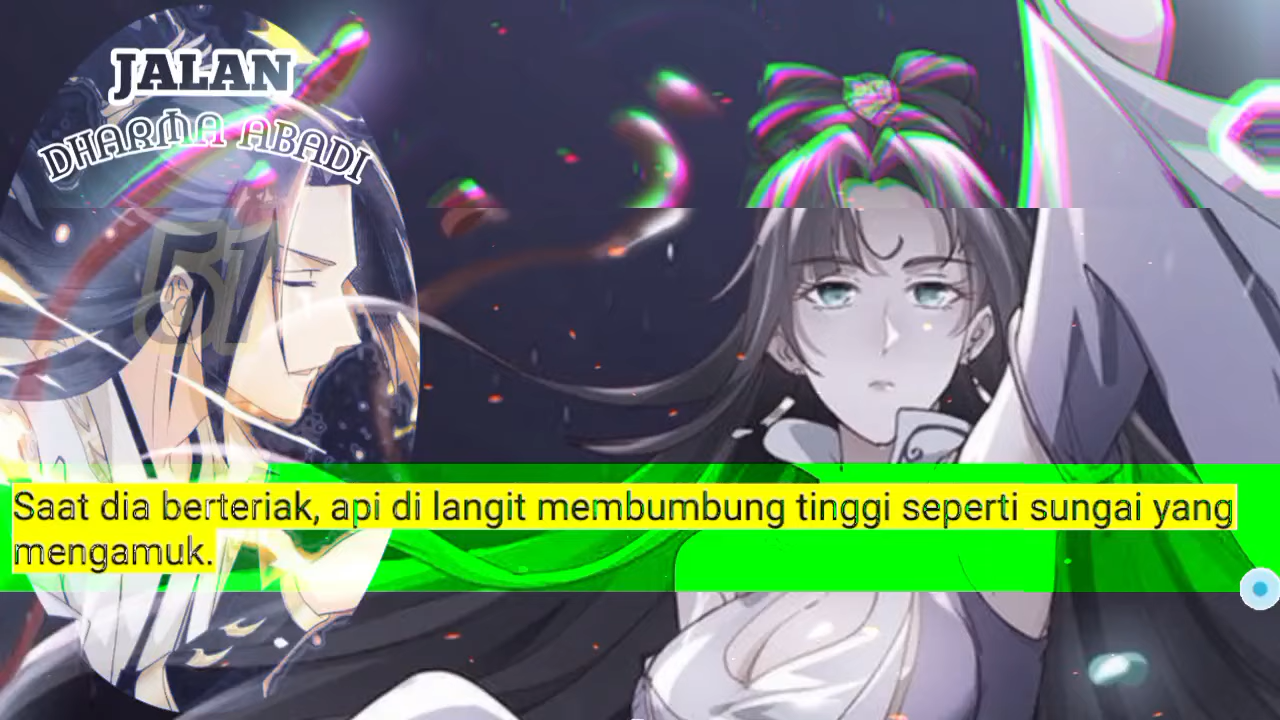 JALAN
DHARMA ABADI
51
Saat dia berteriak, api di langit membumbung tinggi seperti sungai yang
mengamuk.